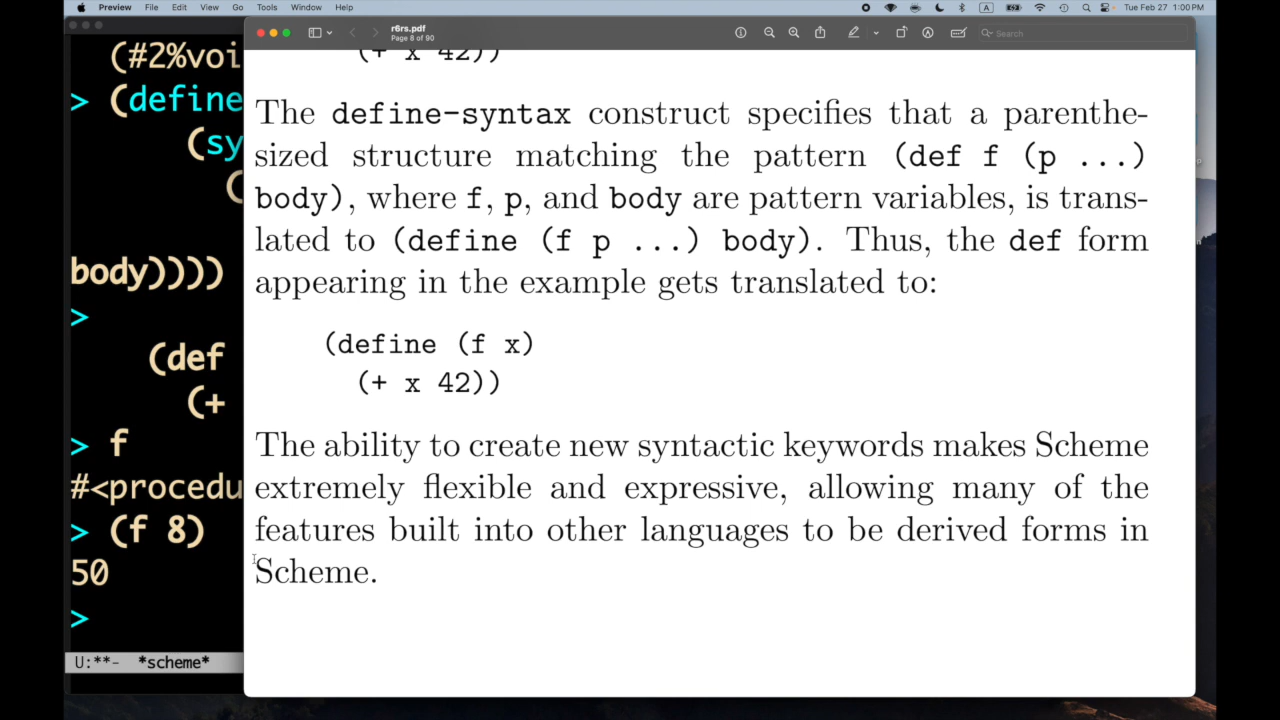 Preview File Edit View Go Tools Window Help
Tue Feb 27 1:00 PM
r6rs.pdf
Page 8 of 90
Search
(#2%voi
> (define
(sy
(
body))))
>
(def
(+
> f
#<procedu
> (f 8)
50
>
U:**- *scheme*
(+ x 42))
The define-syntax construct specifies that a parenthe-
sized structure matching the pattern (def f (p ...)
body), where f, p, and body are pattern variables, is trans-
lated to (define (f p ...) body). Thus, the def form
appearing in the example gets translated to:
(define (f x)
(+ x 42))
The ability to create new syntactic keywords makes Scheme
extremely flexible and expressive, allowing many of the
features built into other languages to be derived forms in
Scheme.